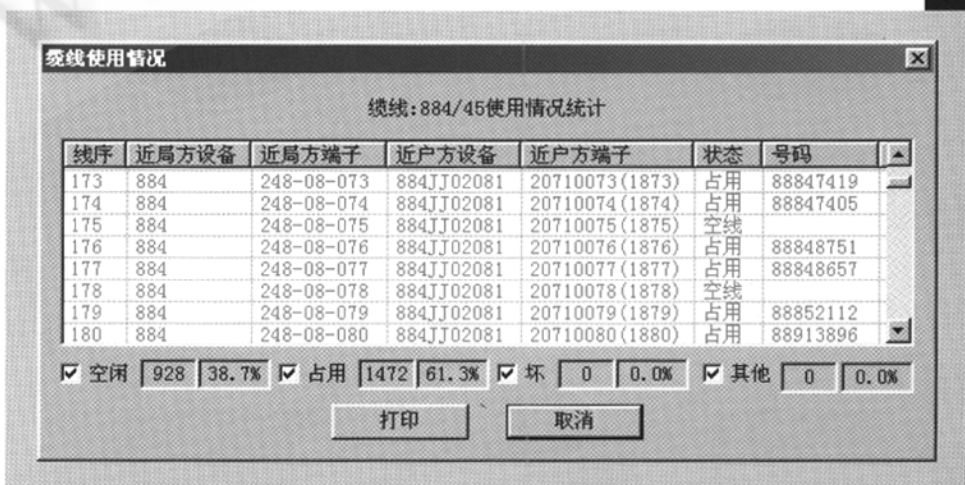 缆线使用情况
缆线:884/45使用情况统计
线序 近局方设备 近局方端子 近户方设备 近户方端子 状态 号码
173 884 248-08-073 884JJ02081 20710073(1873) 占用 88847419
174 884 248-08-074 884JJ02081 20710074(1874) 占用 88847405
175 884 248-08-075 884JJ02081 20710075(1875) 空线
176 884 248-08-076 884JJ02081 20710076(1876) 占用 88848751
177 884 248-08-077 884JJ02081 20710077(1877) 占用 88848657
178 884 248-08-078 884JJ02081 20710078(1878) 空线
179 884 248-08-079 884JJ02081 20710079(1879) 占用 88852112
180 884 248-08-080 884JJ02081 20710080(1880) 占用 88913896
空闲 928 38.7% 占用 1472 61.3% 坏 0 0.0% 其他 0 0.0%
打印 取消